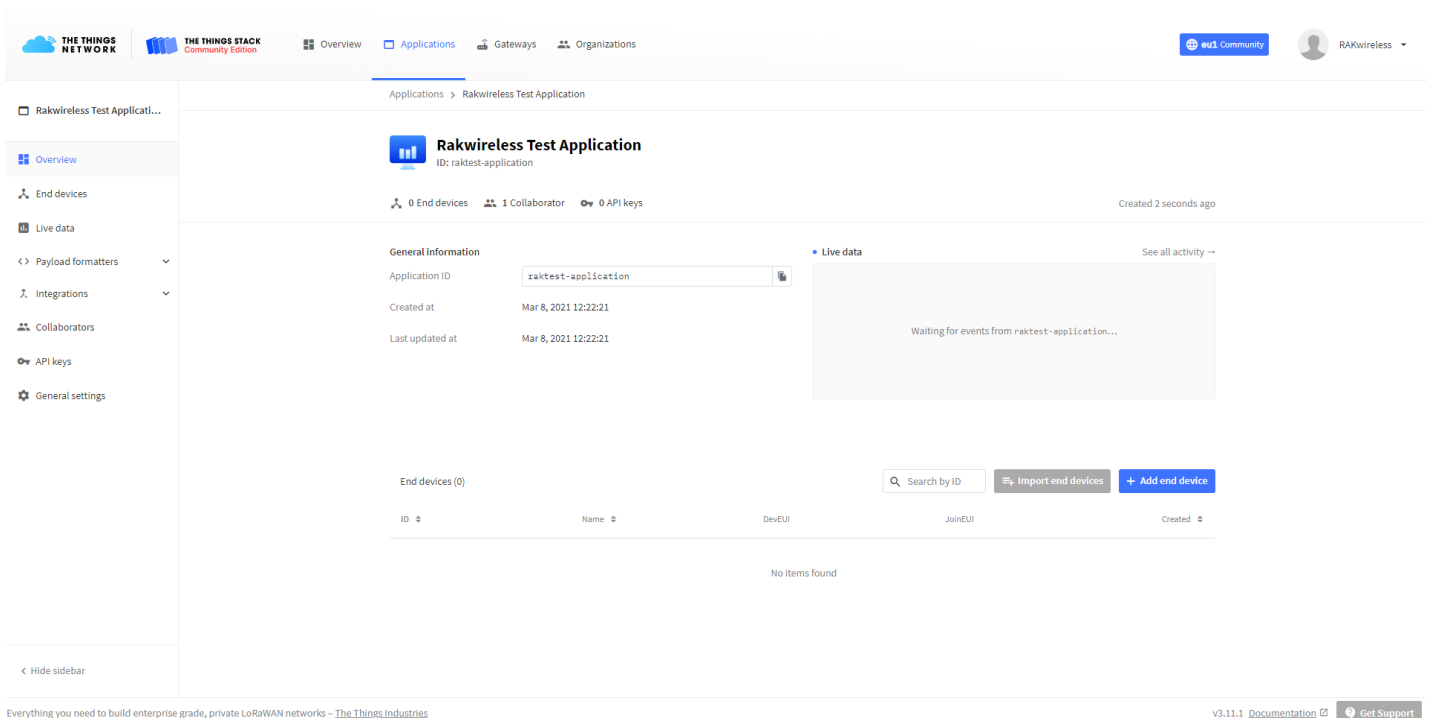 THE THINGS
NETWORK
THE THINGS STACK
Community Edition
Overview
Applications
Gateways
Organizations
eu1 Community
RAKwireless
Rakwireless Test Applicati...
Overview
End devices
Live data
Payload formatters
Integrations
Collaborators
API keys
General settings
Hide sidebar
Applications > Rakwireless Test Application
Rakwireless Test Application
ID: raktest-application
0 End devices 1 Collaborator 0 API keys
Created 2 seconds ago
General information
Application ID raktest-application
Created at Mar 8, 2021 12:22:21
Last updated at Mar 8, 2021 12:22:21
Live data
See all activity →
Waiting for events from raktest-application...
End devices (0)
Search by ID
Import end devices
+ Add end device
ID Name DevEUI JoinEUI Created
No items found
Everything you need to build enterprise grade, private LoRaWAN networks – The Things Industries
v3.11.1 Documentation
Get Support